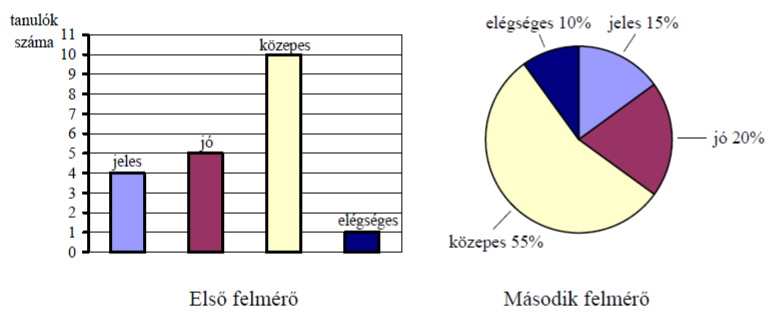 tanulók
száma
11
10
9
8
7
6
5
4
3
2
1
0
jeles
jó
közepes
elégséges
Első felmérő
elégséges 10%
jeles 15%
jó 20%
közepes 55%
Második felmérő